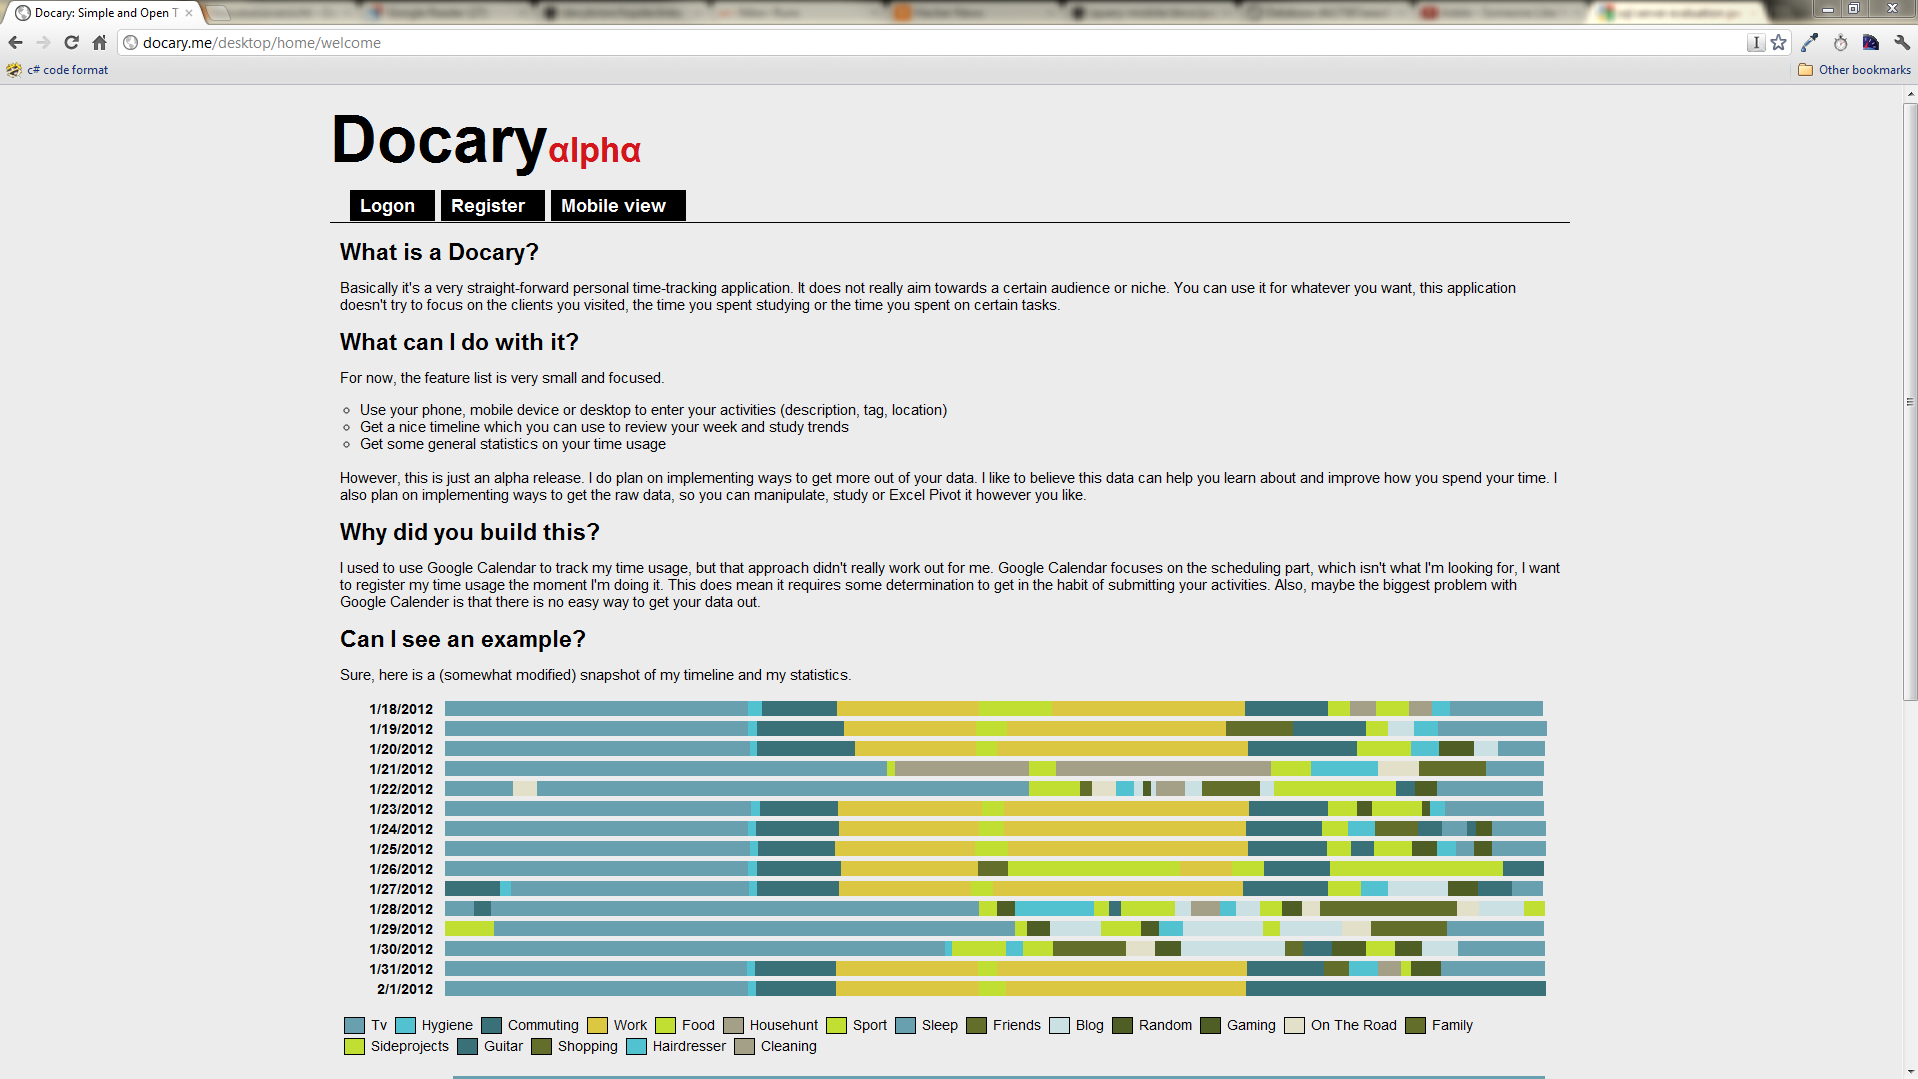 Docary: Simple and Open T
docary.me/desktop/home/welcome
c# code format
Other bookmarks
Docaryαlphα
Logon
Register
Mobile view
What is a Docary?
Basically it's a very straight-forward personal time-tracking application. It does not really aim towards a certain audience or niche. You can use it for whatever you want, this application
doesn't try to focus on the clients you visited, the time you spent studying or the time you spent on certain tasks.
What can I do with it?
For now, the feature list is very small and focused.
Use your phone, mobile device or desktop to enter your activities (description, tag, location)
Get a nice timeline which you can use to review your week and study trends
Get some general statistics on your time usage
However, this is just an alpha release. I do plan on implementing ways to get more out of your data. I like to believe this data can help you learn about and improve how you spend your time. I
also plan on implementing ways to get the raw data, so you can manipulate, study or Excel Pivot it however you like.
Why did you build this?
I used to use Google Calendar to track my time usage, but that approach didn't really work out for me. Google Calendar focuses on the scheduling part, which isn't what I'm looking for, I want
to register my time usage the moment I'm doing it. This does mean it requires some determination to get in the habit of submitting your activities. Also, maybe the biggest problem with
Google Calender is that there is no easy way to get your data out.
Can I see an example?
Sure, here is a (somewhat modified) snapshot of my timeline and my statistics.
1/18/2012
1/19/2012
1/20/2012
1/21/2012
1/22/2012
1/23/2012
1/24/2012
1/25/2012
1/26/2012
1/27/2012
1/28/2012
1/29/2012
1/30/2012
1/31/2012
2/1/2012
Tv Hygiene Commuting Work Food Househunt Sport Sleep Friends Blog Random Gaming On The Road Family
Sideprojects Guitar Shopping Hairdresser Cleaning